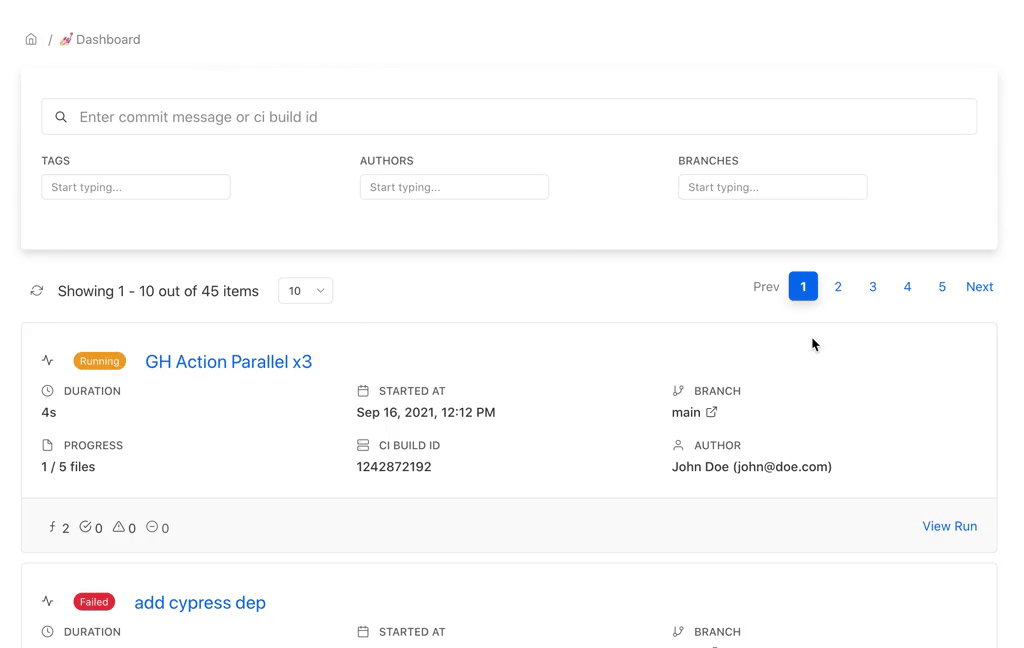 / 💅 Dashboard
Enter commit message or ci build id
TAGS AUTHORS BRANCHES
Start typing... Start typing... Start typing...
Showing 1 - 10 out of 45 items 10 Prev 1 2 3 4 5 Next
Running GH Action Parallel x3
DURATION STARTED AT BRANCH
4s Sep 16, 2021, 12:12 PM main
PROGRESS CI BUILD ID AUTHOR
1 / 5 files 1242872192 John Doe (john@doe.com)
2 0 0 0 View Run
Failed add cypress dep
DURATION STARTED AT BRANCH